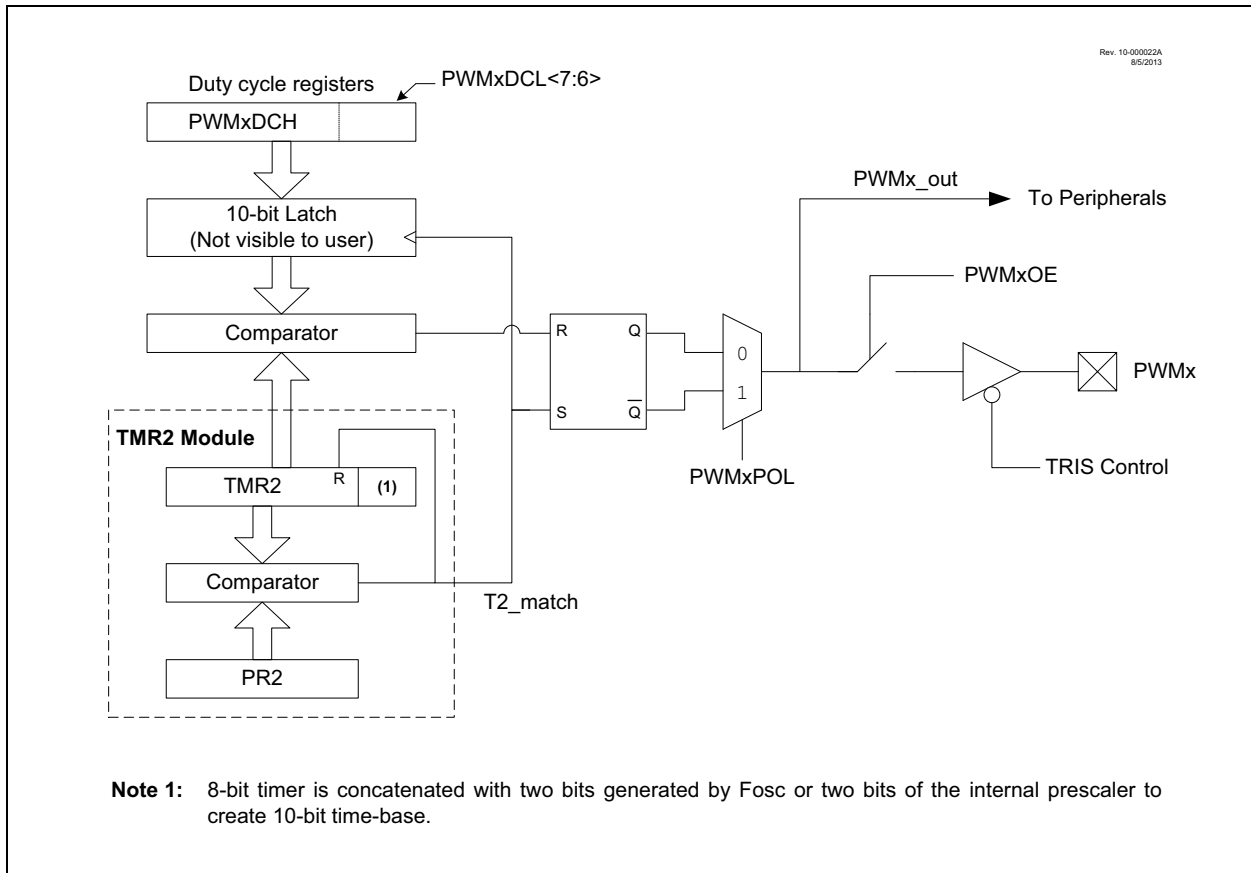 Rev. 10-000022A
8/5/2013
Duty cycle registers
PWMxDCL<7:6>
PWMxDCH
10-bit Latch
(Not visible to user)
Comparator
PWMx_out
To Peripherals
PWMxOE
R
Q
S
Q
0
1
PWMxPOL
PWMx
TRIS Control
TMR2 Module
R
TMR2
(1)
Comparator
T2_match
PR2
Note 1: 8-bit timer is concatenated with two bits generated by Fosc or two bits of the internal prescaler to
create 10-bit time-base.